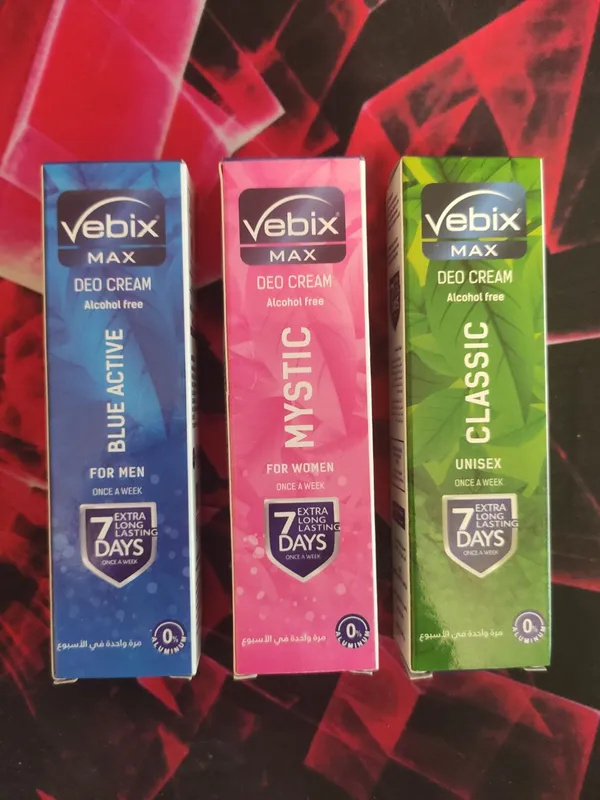 Vebix®
MAX
DEO CREAM
Alcohol free
BLUE ACTIVE
FOR MEN
ONCE A WEEK
7 EXTRA
LONG
LASTING
DAYS
ONCE A WEEK
مرة واحدة في الأسبوع
0%
ALUMINUM
Vebix®
MAX
DEO CREAM
Alcohol free
MYSTIC
FOR WOMEN
ONCE A WEEK
7 EXTRA
LONG
LASTING
DAYS
ONCE A WEEK
مرة واحدة في الأسبوع
0%
ALUMINUM
Vebix®
MAX
DEO CREAM
Alcohol free
CLASSIC
UNISEX
ONCE A WEEK
7 EXTRA
LONG
LASTING
DAYS
ONCE A WEEK
مرة واحدة في الأسبوع
0%
ALUMINUM